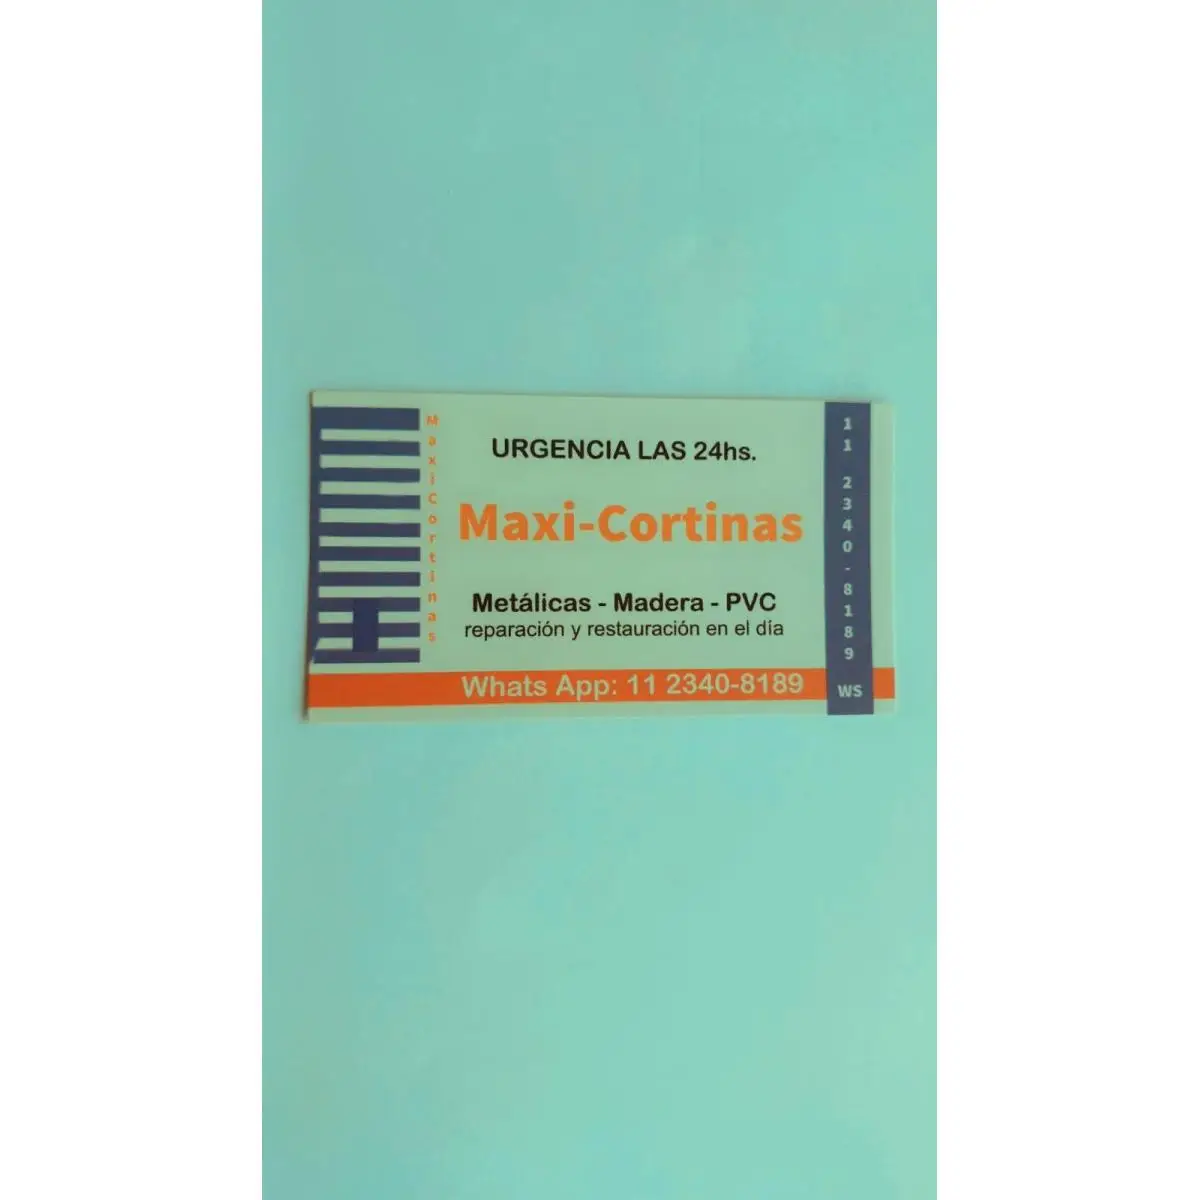 URGENCIA LAS 24hs.
MaxiCortinas
Maxi-Cortinas
Metálicas - Madera - PVC
reparación y restauración en el día
Whats App: 11 2340-8189
11 2340-8189
WS